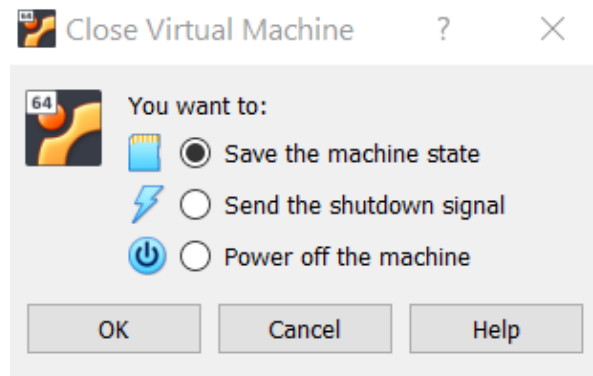 64 Close Virtual Machine ? ×
64 You want to:
Save the machine state
Send the shutdown signal
Power off the machine
OK Cancel Help